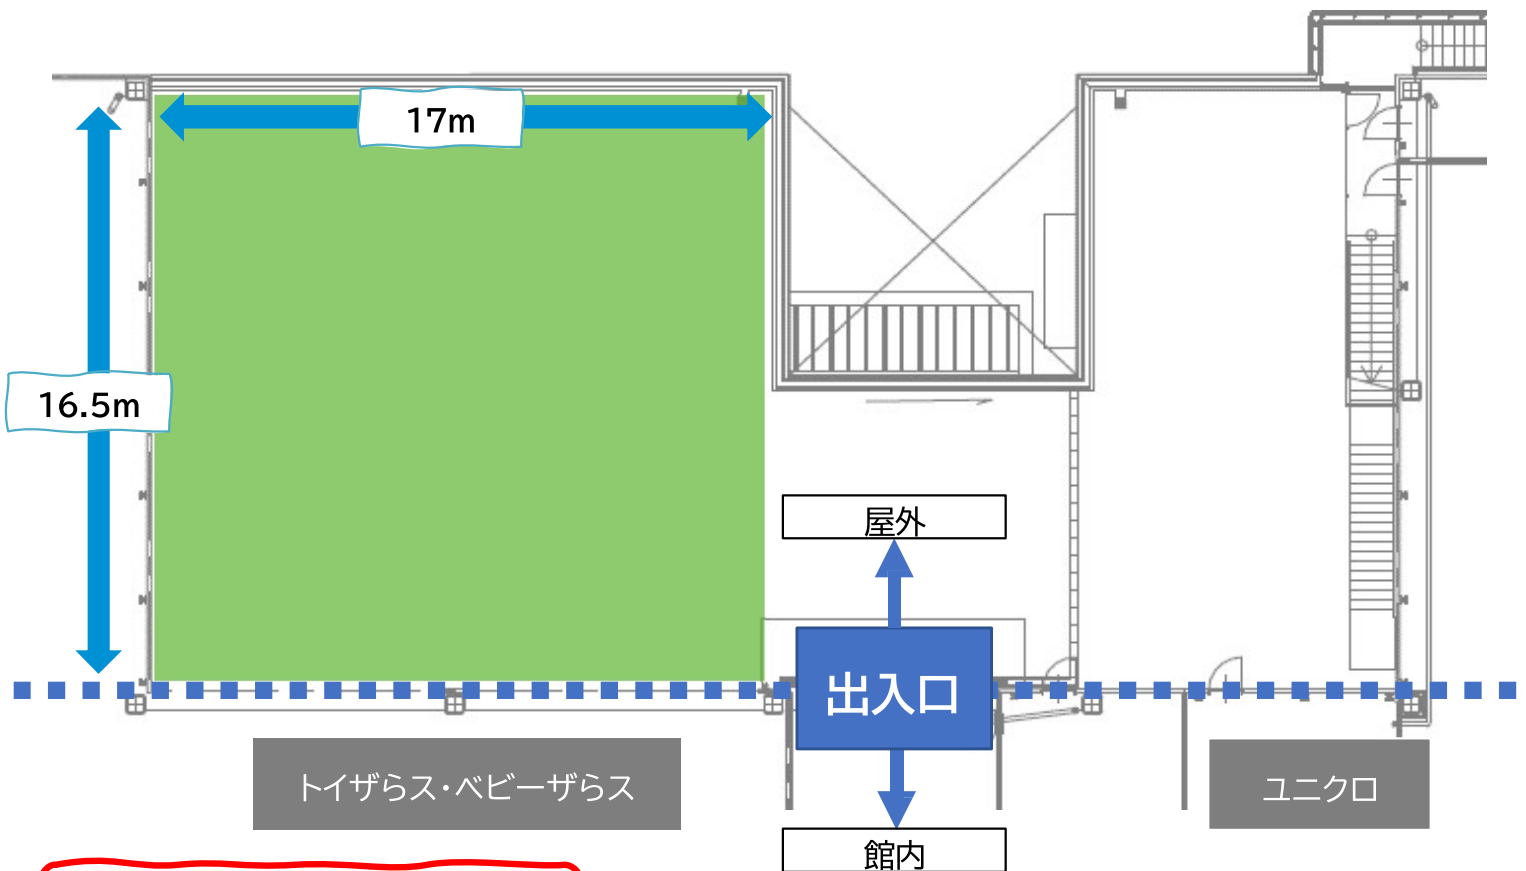 17m
16.5m
屋外
出入口
トイザらス・ベビーザらス
ユニクロ
館内